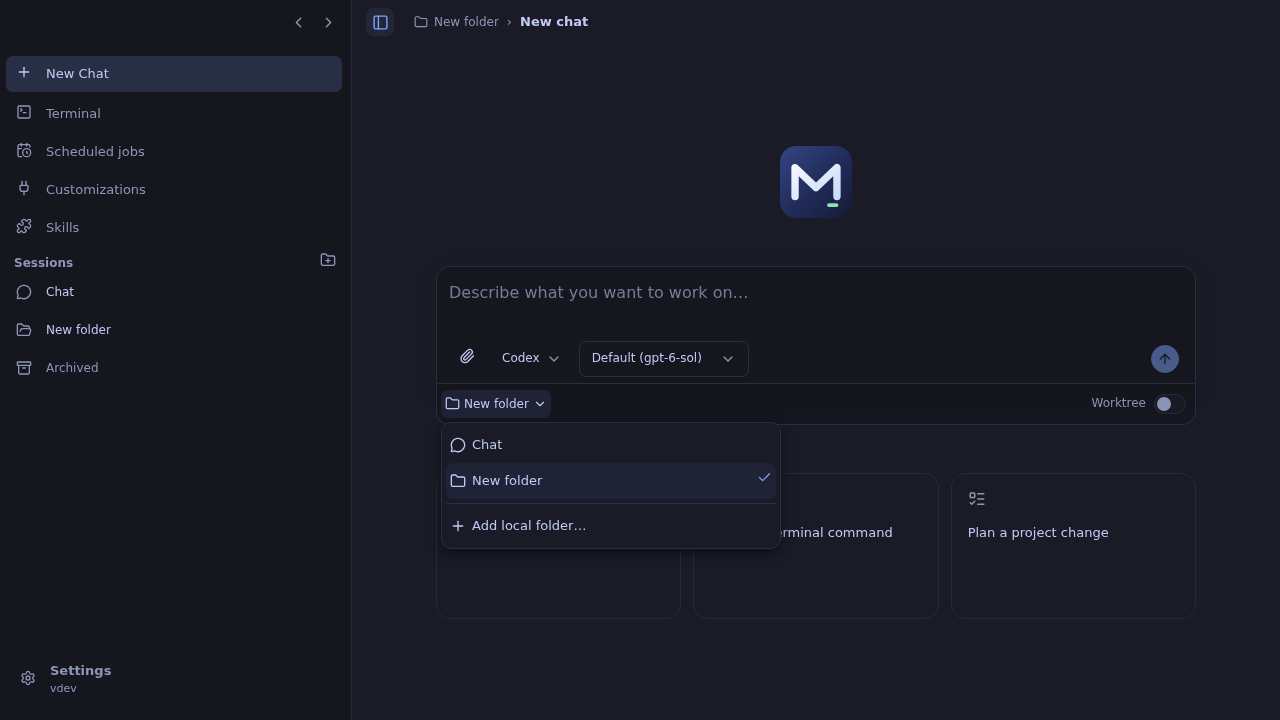 New folder › New chat
New Chat
Terminal
Scheduled jobs
Customizations
Skills
Sessions
Chat
New folder
Archived
Settings
vdev
Describe what you want to work on…
Codex
Default (gpt-6-sol)
New folder
Worktree
Chat
New folder
Add local folder…
command
Plan a project change